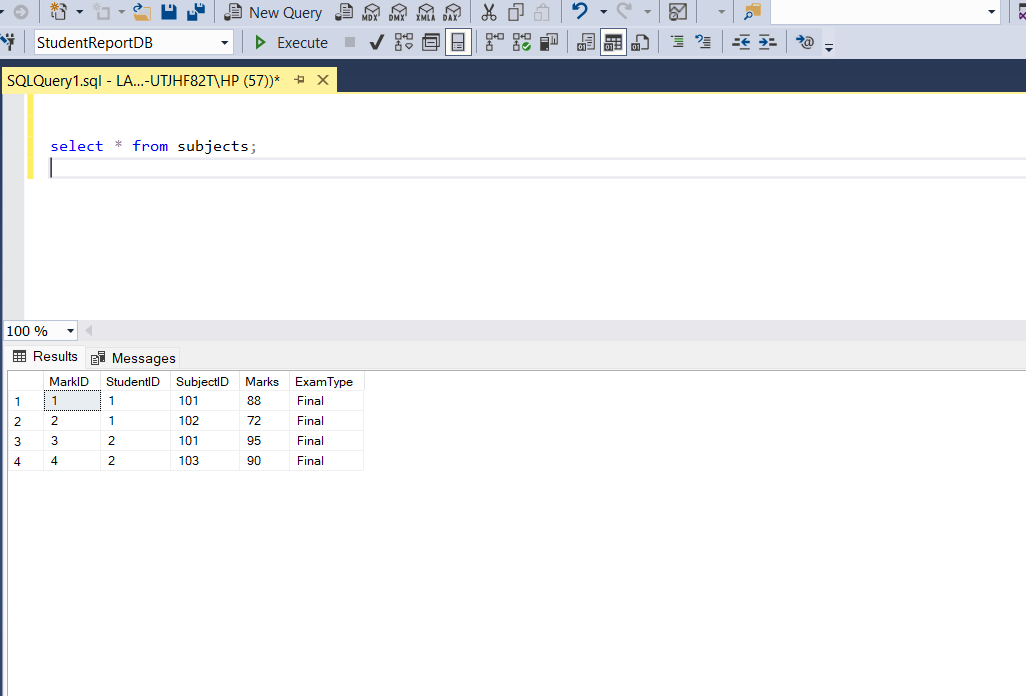 New Query MDX DMX XMLA DAX
StudentReportDB Execute
SQLQuery1.sql - LA...-UTJHF82T\HP (57))*
select * from subjects;
100 %
Results Messages
MarkID StudentID SubjectID Marks ExamType
1 1 1 101 88 Final
2 2 1 102 72 Final
3 3 2 101 95 Final
4 4 2 103 90 Final